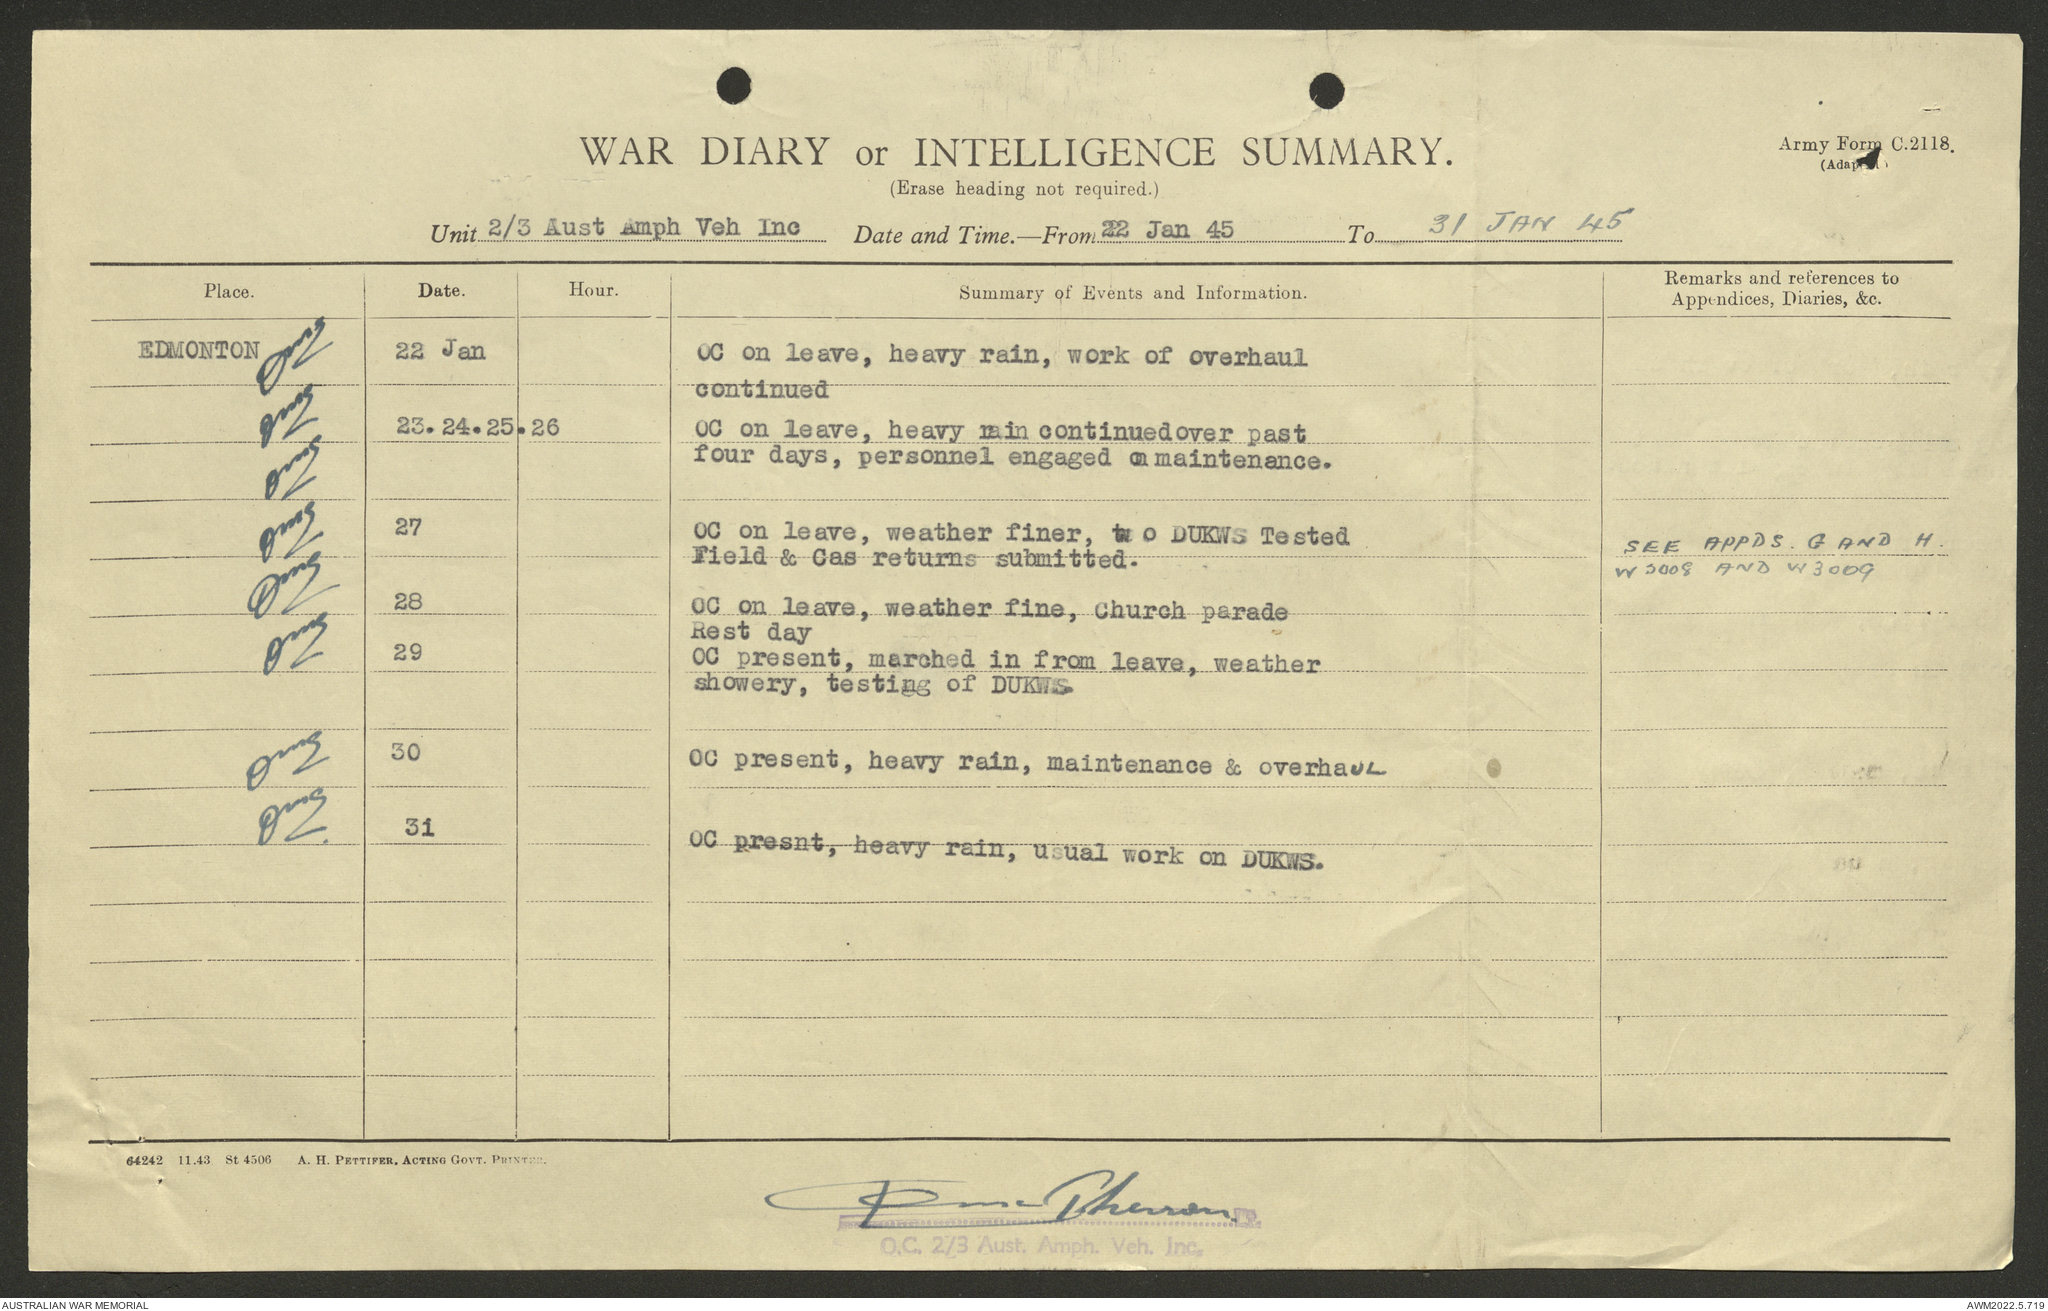 WAR DIARY or INTELLIGENCE SUMMARY.
(Erase heading not required.)
Army Form C.2118.
Unit 2/3 Aust Amph Veh Inc Date and Time.—From 22 Jan 45 To 31 JAN 45
Place. Date. Hour. Summary of Events and Information. Remarks and references to
Appendices, Diaries, &c.
EDMONTON 22 Jan OC on leave, heavy rain, work of overhaul
continued
23.24.25.26 OC on leave, heavy rain continuedover past
four days, personnel engaged on maintenance.
27 OC on leave, weather finer, tw o DUKWS Tested
Field & Cas returns submitted.
SEE APPDS. G AND H.
W3008 AND W3009
28 OC on leave, weather fine, Church parade
Rest day
29 OC present, marched in from leave, weather
showery, testing of DUKWS.
30 OC present, heavy rain, maintenance & overhaUL
31 OC presnt, heavy rain, usual work on DUKWS.
64242 11.43 St 4506 A. H. PETTIFER, ACTING GOVT. PRINTER.
O.C. 2/3 Aust. Amph. Veh. Inc.
AUSTRALIAN WAR MEMORIAL AWM2022.5.719